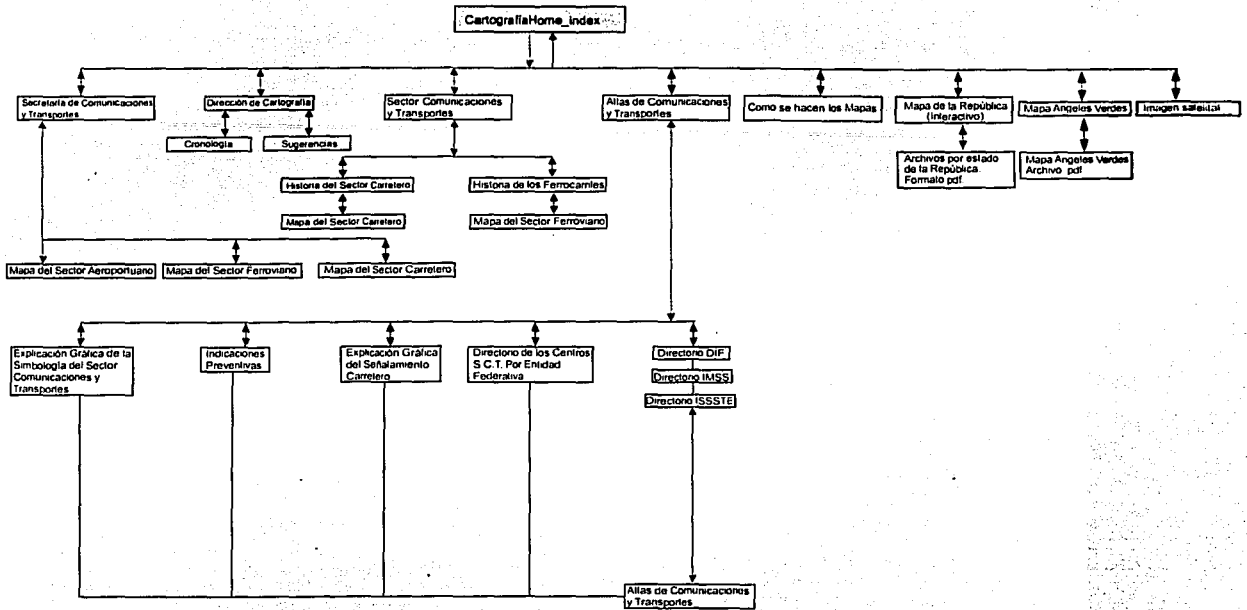 CartografíaHome_index
Secretaría de Comunicaciones
y Transportes
Dirección de Cartografía
Sector Comunicaciones
y Transportes
Atlas de Comunicaciones
y Transportes
Como se hacen los Mapas
Mapa de la República
(Interactivo)
Mapa Angeles Verdes
Imagen satelital
Cronología
Sugerencias
Archivos por estado
de la República.
Formato pdf.
Mapa Angeles Verdes
Archivo pdf
Historia del Sector Carretero
Historia de los Ferrocarriles
Mapa del Sector Carretero
Mapa del Sector Ferroviario
Mapa del Sector Aeroportuario
Mapa del Sector Ferroviario
Mapa del Sector Carretero
Explicación Gráfica de la
Simbología del Sector
Comunicaciones y
Transportes
Indicaciones
Preventivas
Explicación Gráfica
del Señalamiento
Carretero
Directorio de los Centros
S.C.T. Por Entidad
Federativa
Directorio DIF
Directorio IMSS
Directorio ISSSTE
Atlas de Comunicaciones
y Transportes